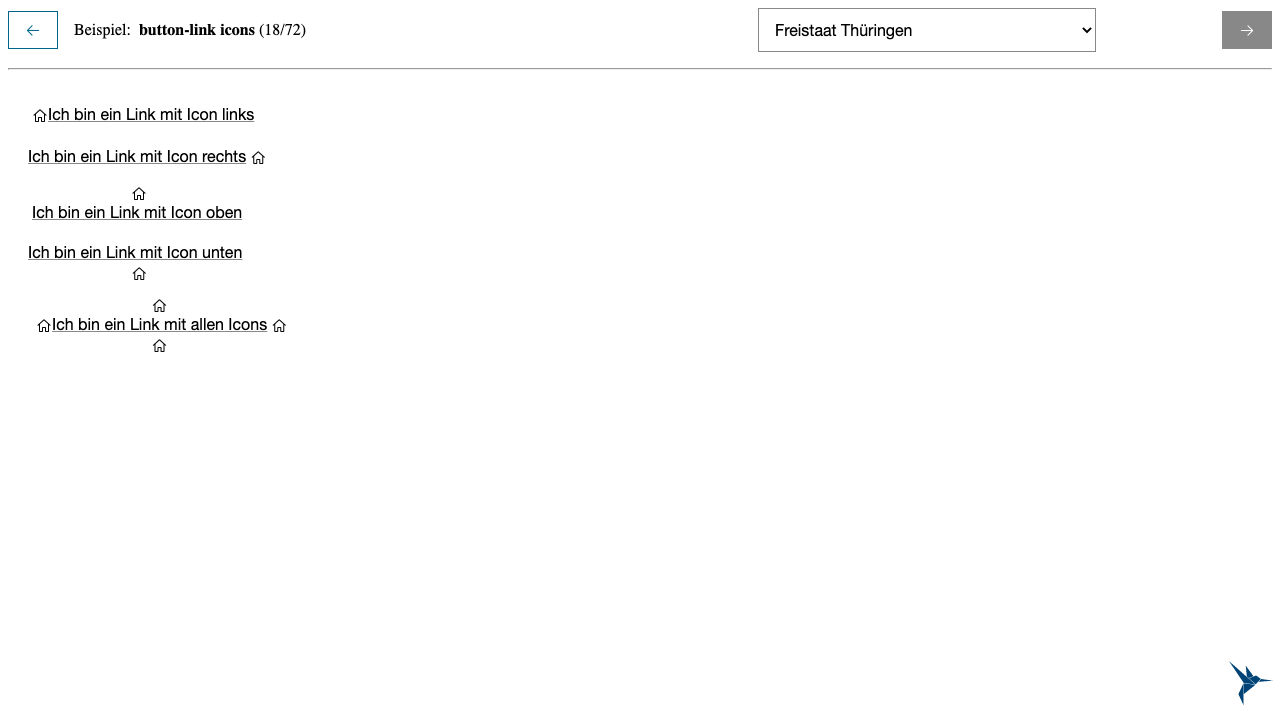 Beispiel: button-link icons (18/72)
Freistaat Thüringen
Ich bin ein Link mit Icon links
Ich bin ein Link mit Icon rechts
Ich bin ein Link mit Icon oben
Ich bin ein Link mit Icon unten
Ich bin ein Link mit allen Icons